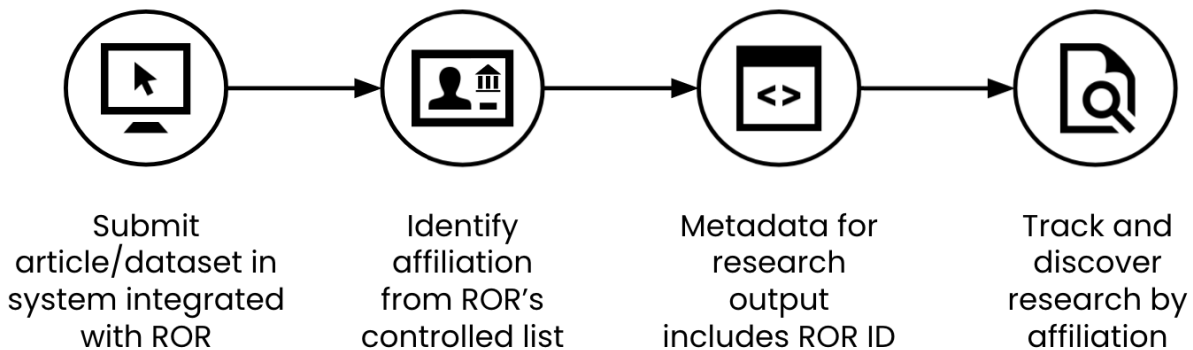 Submit
article/dataset in
system integrated
with ROR
Identify
affiliation
from ROR's
controlled list
< >
Metadata for
research
output
includes ROR ID
Track and
discover
research by
affiliation